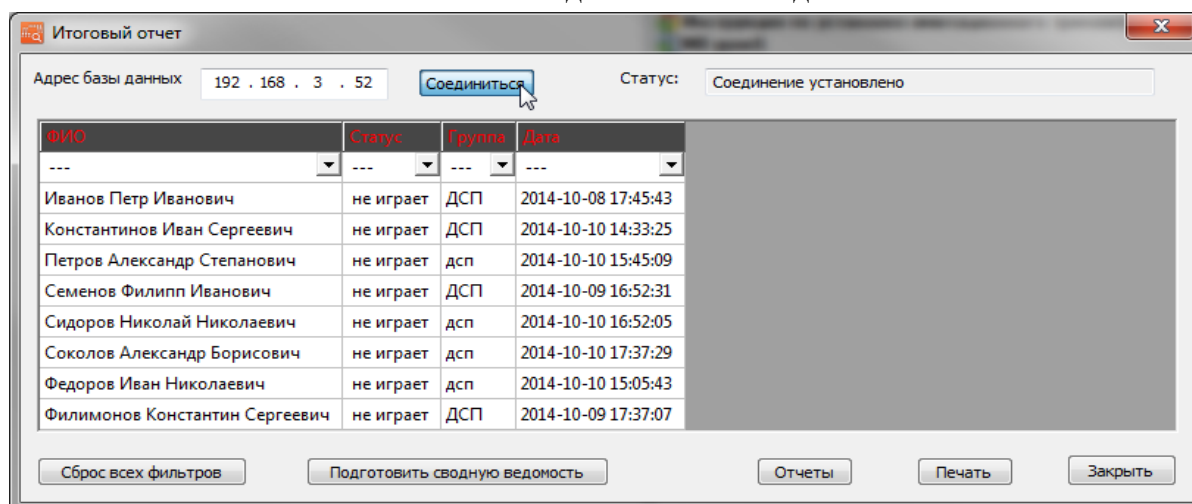 Итоговый отчет
Адрес базы данных 192 . 168 . 3 . 52 Соединиться Статус: Соединение установлено
ФИО Статус Группа Дата
--- --- --- ---
Иванов Петр Иванович не играет ДСП 2014-10-08 17:45:43
Константинов Иван Сергеевич не играет ДСП 2014-10-10 14:33:25
Петров Александр Степанович не играет дсп 2014-10-10 15:45:09
Семенов Филипп Иванович не играет ДСП 2014-10-09 16:52:31
Сидоров Николай Николаевич не играет дсп 2014-10-10 16:52:05
Соколов Александр Борисович не играет дсп 2014-10-10 17:37:29
Федоров Иван Николаевич не играет дсп 2014-10-10 15:05:43
Филимонов Константин Сергеевич не играет ДСП 2014-10-09 17:37:07
Сброс всех фильтров Подготовить сводную ведомость Отчеты Печать Закрыть